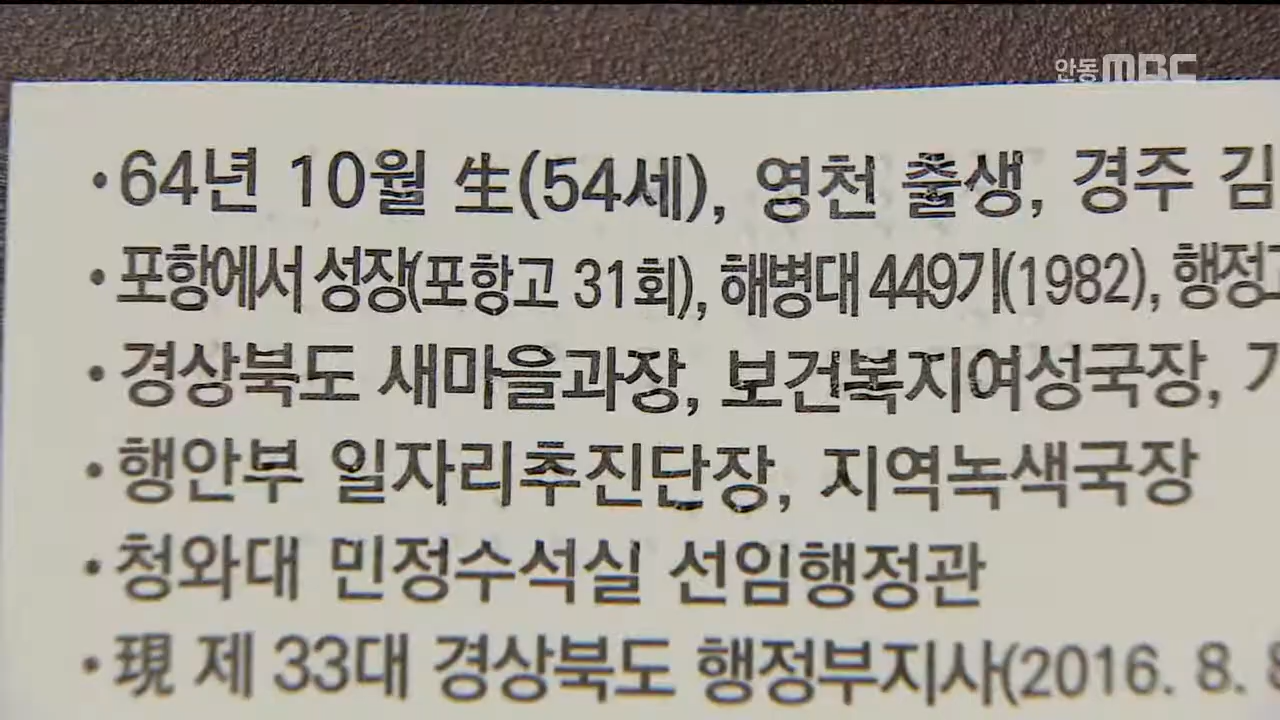 안동MBC
•64년 10월 生(54세), 영천 출생, 경주 김
•포항에서 성장(포항고 31회), 해병대 449기(1982), 행정고
•경상북도 새마을과장, 보건복지여성국장,
•행안부 일자리추진단장, 지역녹색국장
•청와대 민정수석실 선임행정관
•現 제 33대 경상북도 행정부지사(2016. 8. 8